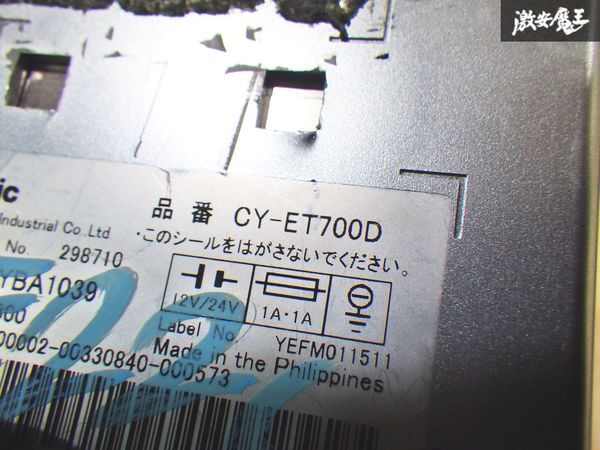 激安魔王
ic
品番 CY-ET700D
Industrial Co.Ltd
・このシールをはがさないでください。
No. 298710
YBA1039
12V/24V
1A・1A
Label No. YEFM011511
Made in the Philippines
00002-00330840-000573